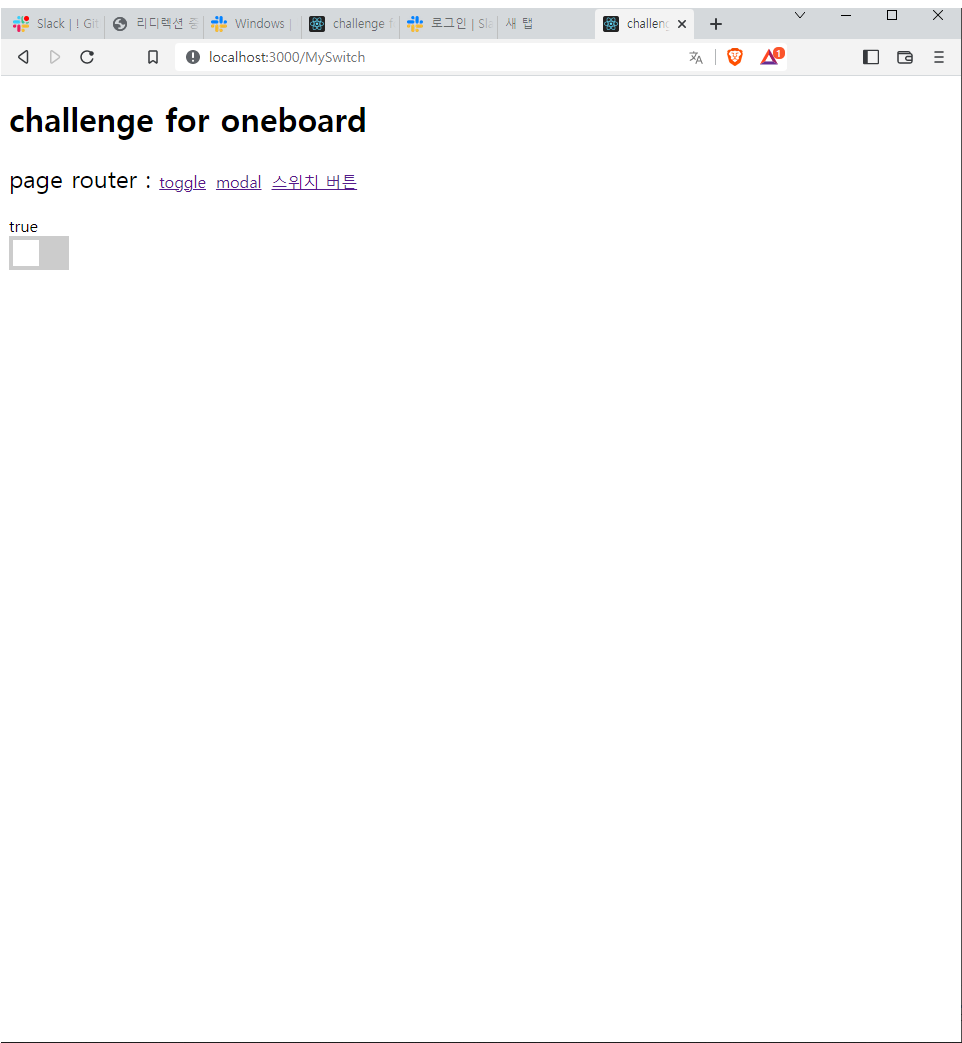 Slack | ! Git 리디렉션 중 Windows | challenge f 로그인 | Sla 새 탭 challeng
localhost:3000/MySwitch 1
challenge for oneboard
page router : toggle modal 스위치 버튼
true